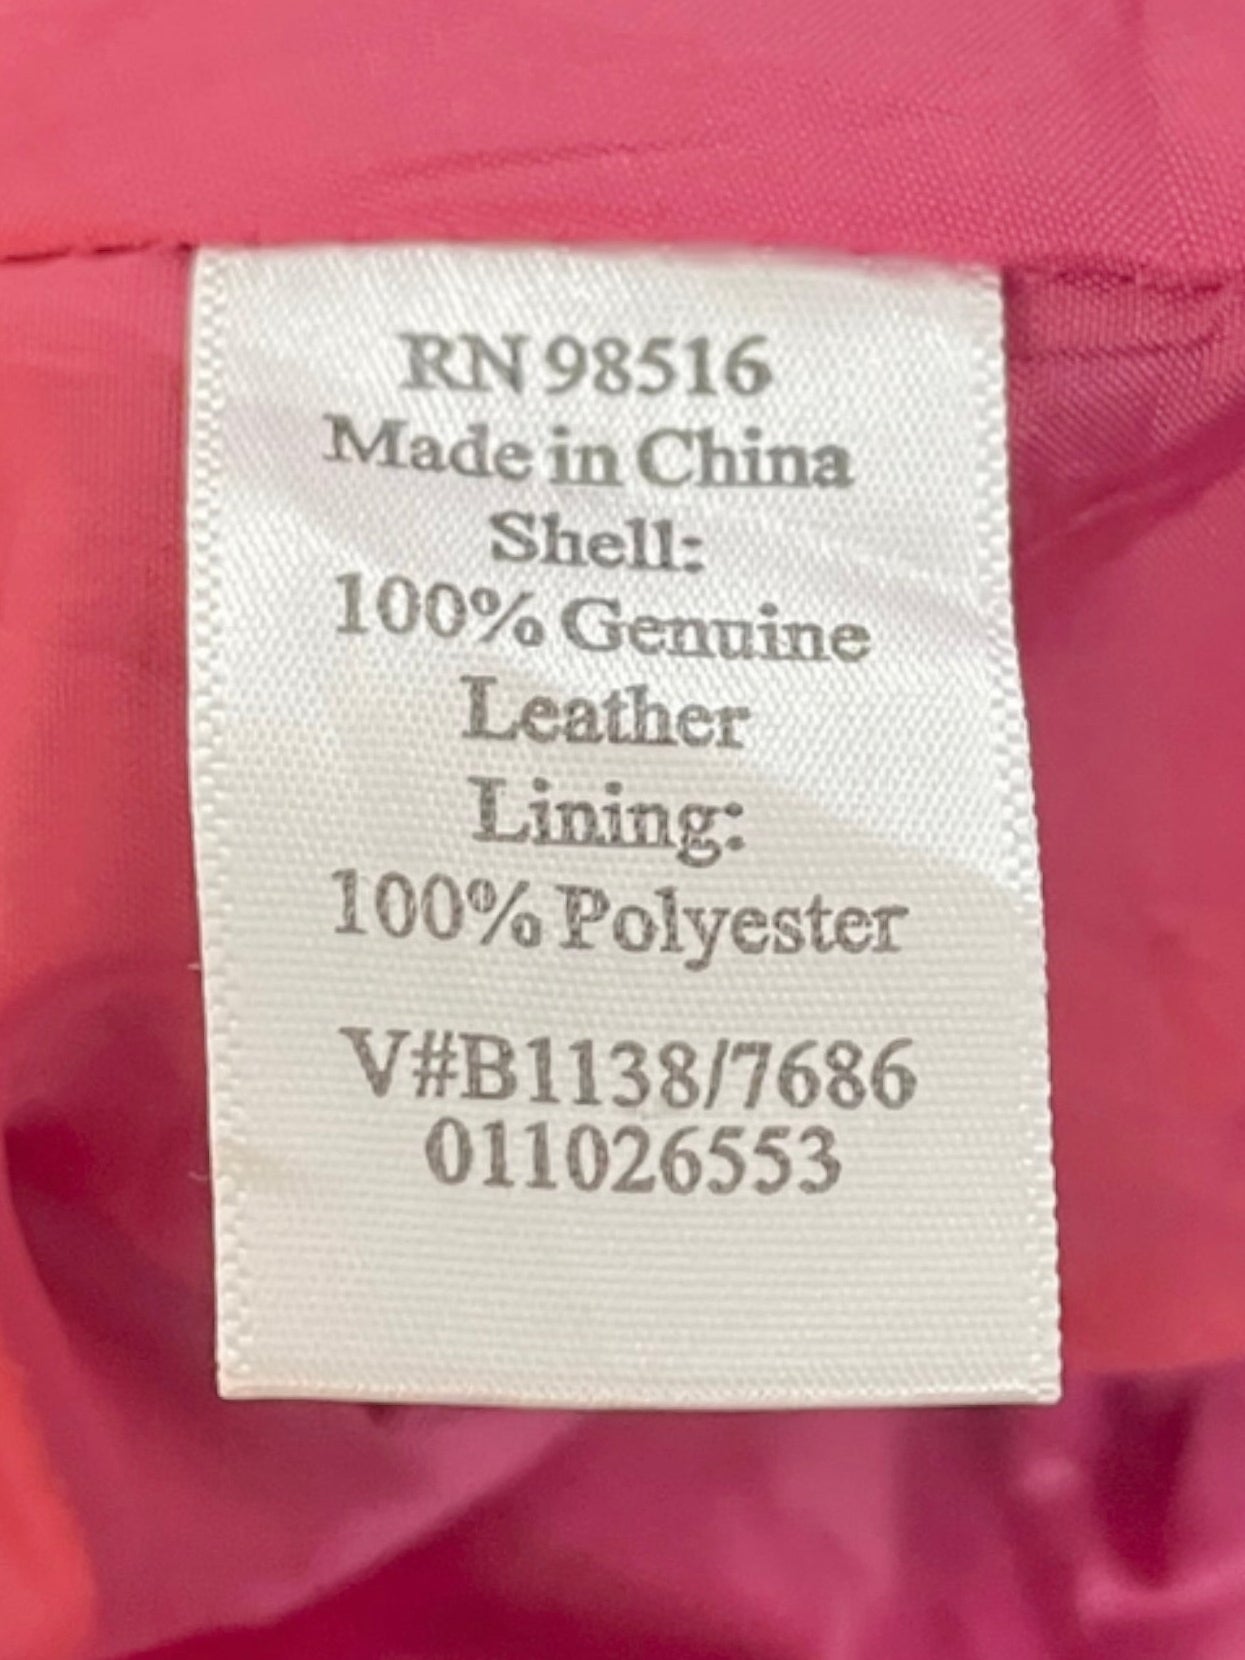 RN 98516
Made in China
Shell:
100% Genuine
Leather
Lining:
100% Polyester
V#B1138/7686
011026553